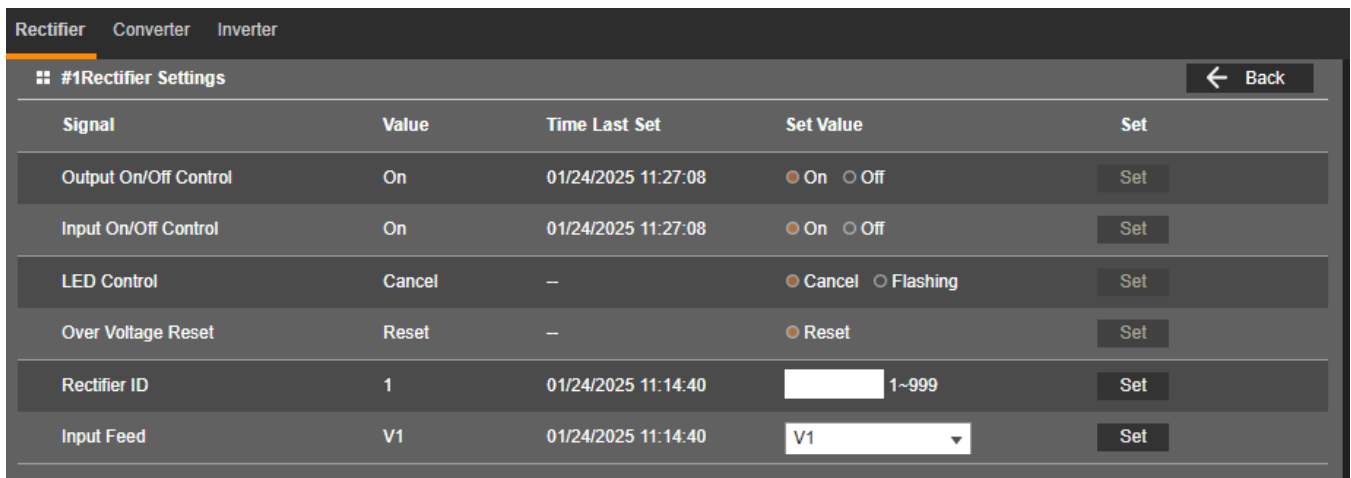 Rectifier Converter Inverter
#1Rectifier Settings Back
Signal Value Time Last Set Set Value Set
Output On/Off Control On 01/24/2025 11:27:08 On Off Set
Input On/Off Control On 01/24/2025 11:27:08 On Off Set
LED Control Cancel -- Cancel Flashing Set
Over Voltage Reset Reset -- Reset Set
Rectifier ID 1 01/24/2025 11:14:40 1~999 Set
Input Feed V1 01/24/2025 11:14:40 V1 Set